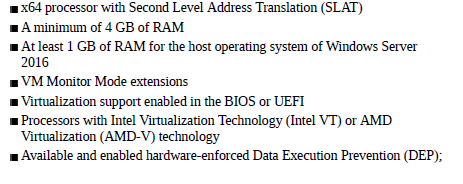 ■ x64 processor with Second Level Address Translation (SLAT)
■ A minimum of 4 GB of RAM
■ At least 1 GB of RAM for the host operating system of Windows Server
2016
■ VM Monitor Mode extensions
■ Virtualization support enabled in the BIOS or UEFI
■ Processors with Intel Virtualization Technology (Intel VT) or AMD
Virtualization (AMD-V) technology
■ Available and enabled hardware-enforced Data Execution Prevention (DEP);